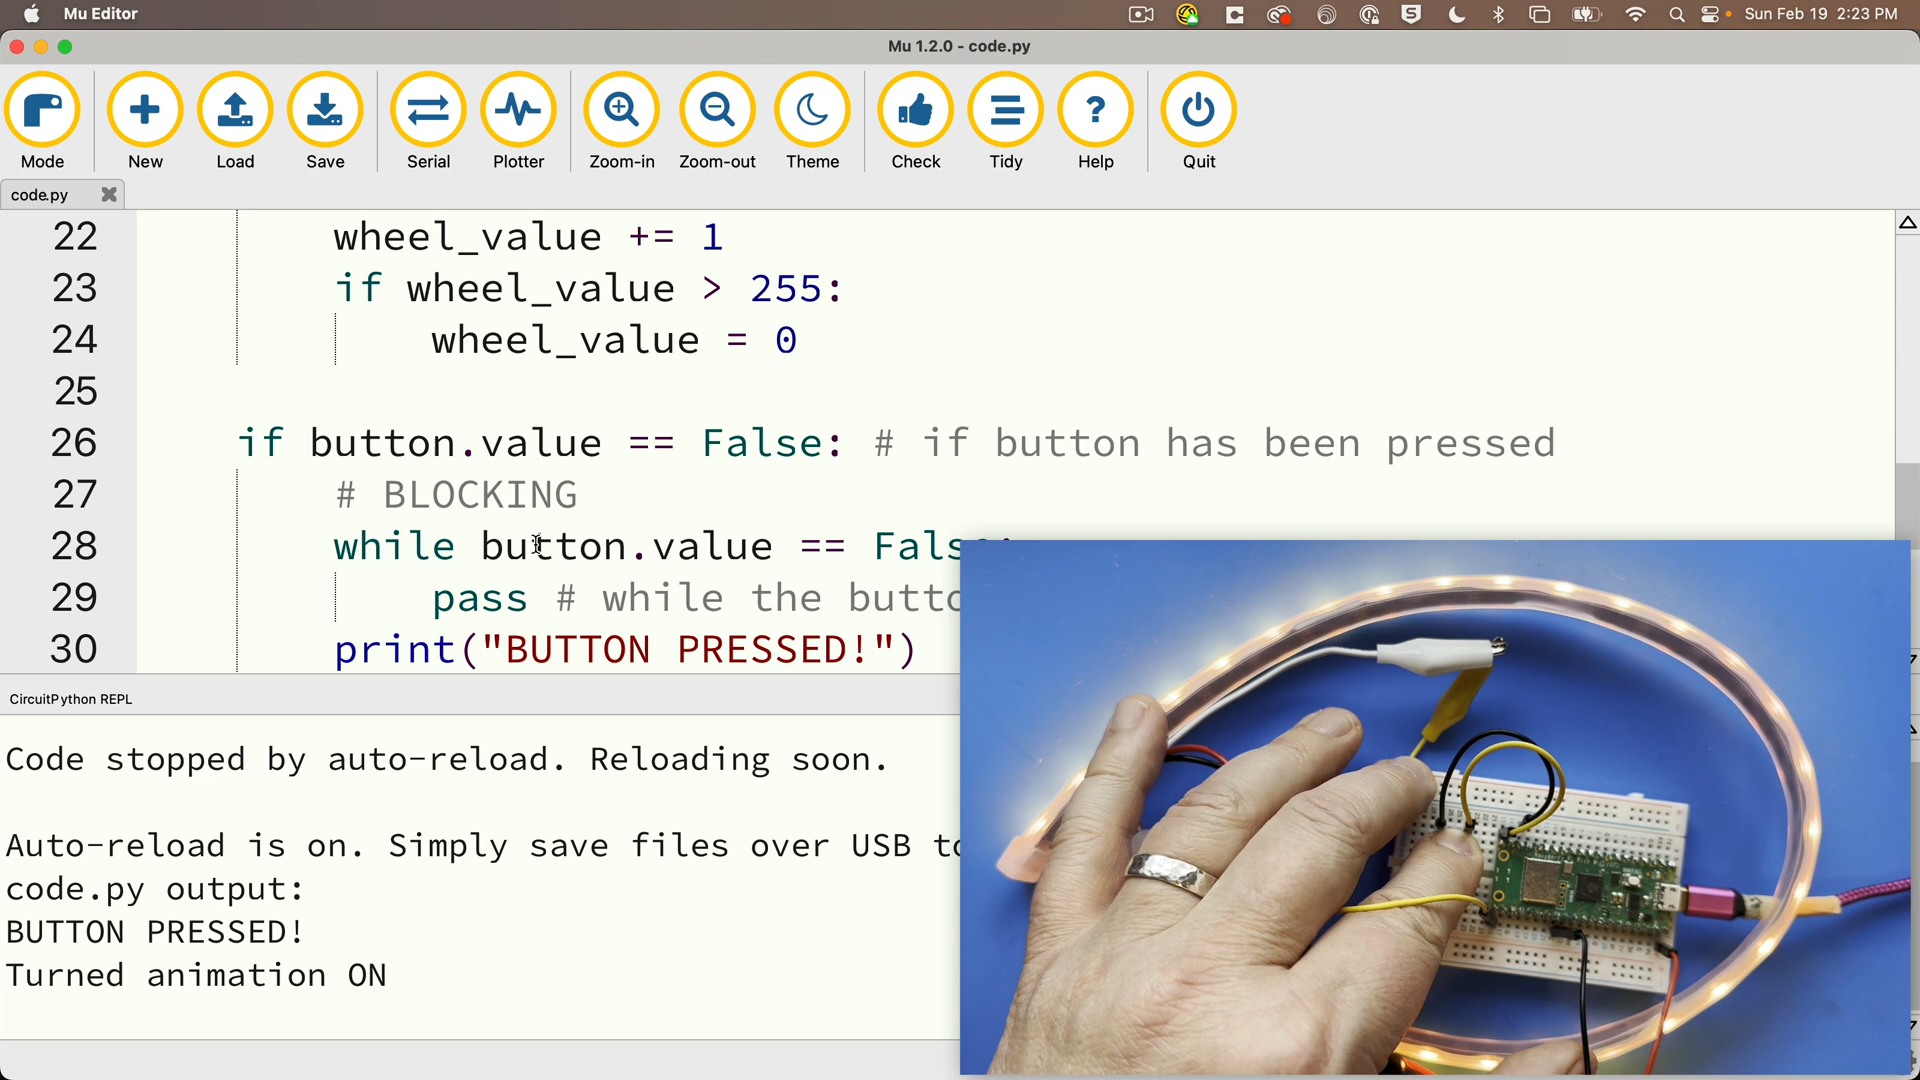 Mu Editor
Sun Feb 19 2:23 PM
Mu 1.2.0 - code.py
Mode
New
Load
Save
Serial
Plotter
Zoom-in
Zoom-out
Theme
Check
Tidy
Help
Quit
code.py
22 wheel_value += 1
23 if wheel_value > 255:
24 wheel_value = 0
25
26 if button.value == False: # if button has been pressed
27 # BLOCKING
28 while button.value == False:
29 pass # while the butto
30 print("BUTTON PRESSED!")
CircuitPython REPL
Code stopped by auto-reload. Reloading soon.
Auto-reload is on. Simply save files over USB to
code.py output:
BUTTON PRESSED!
Turned animation ON